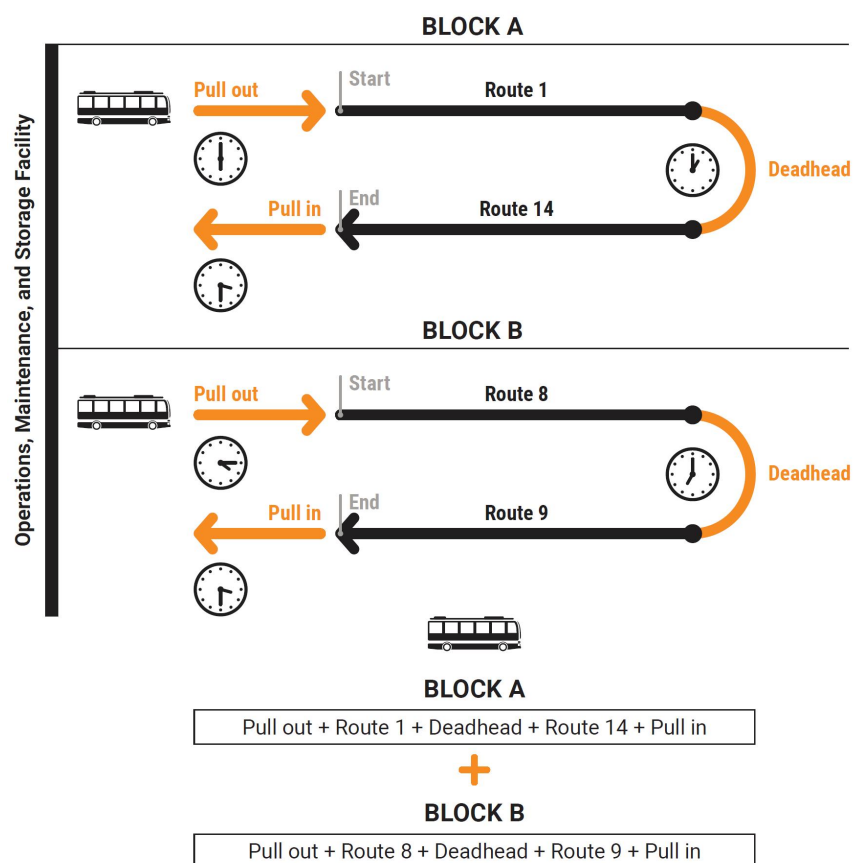 BLOCK A
Operations, Maintenance, and Storage Facility
Pull out
Start
Route 1
Deadhead
Pull in
End
Route 14
BLOCK B
Pull out
Start
Route 8
Deadhead
Pull in
End
Route 9
BLOCK A
Pull out + Route 1 + Deadhead + Route 14 + Pull in
+
BLOCK B
Pull out + Route 8 + Deadhead + Route 9 + Pull in